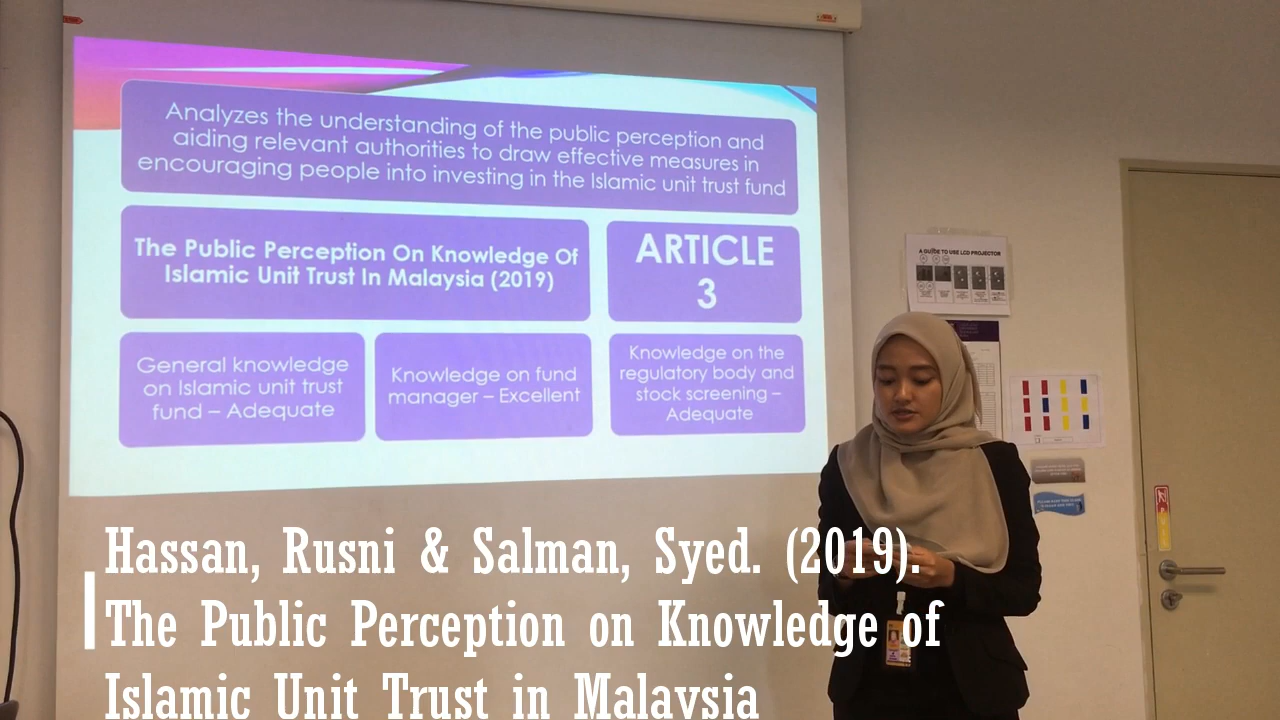 Analyzes the understanding of the public perception and
aiding relevant authorities to draw effective measures in
encouraging people into investing in the Islamic unit trust fund
The Public Perception On Knowledge Of
Islamic Unit Trust In Malaysia (2019)
ARTICLE
3
General knowledge
on Islamic unit trust
fund – Adequate
Knowledge on fund
manager – Excellent
Knowledge on the
regulatory body and
stock screening –
Adequate
A GUIDE TO USE LCD PROJECTOR
Hassan, Rusni & Salman, Syed. (2019).
The Public Perception on Knowledge of
Islamic Unit Trust in Malaysia